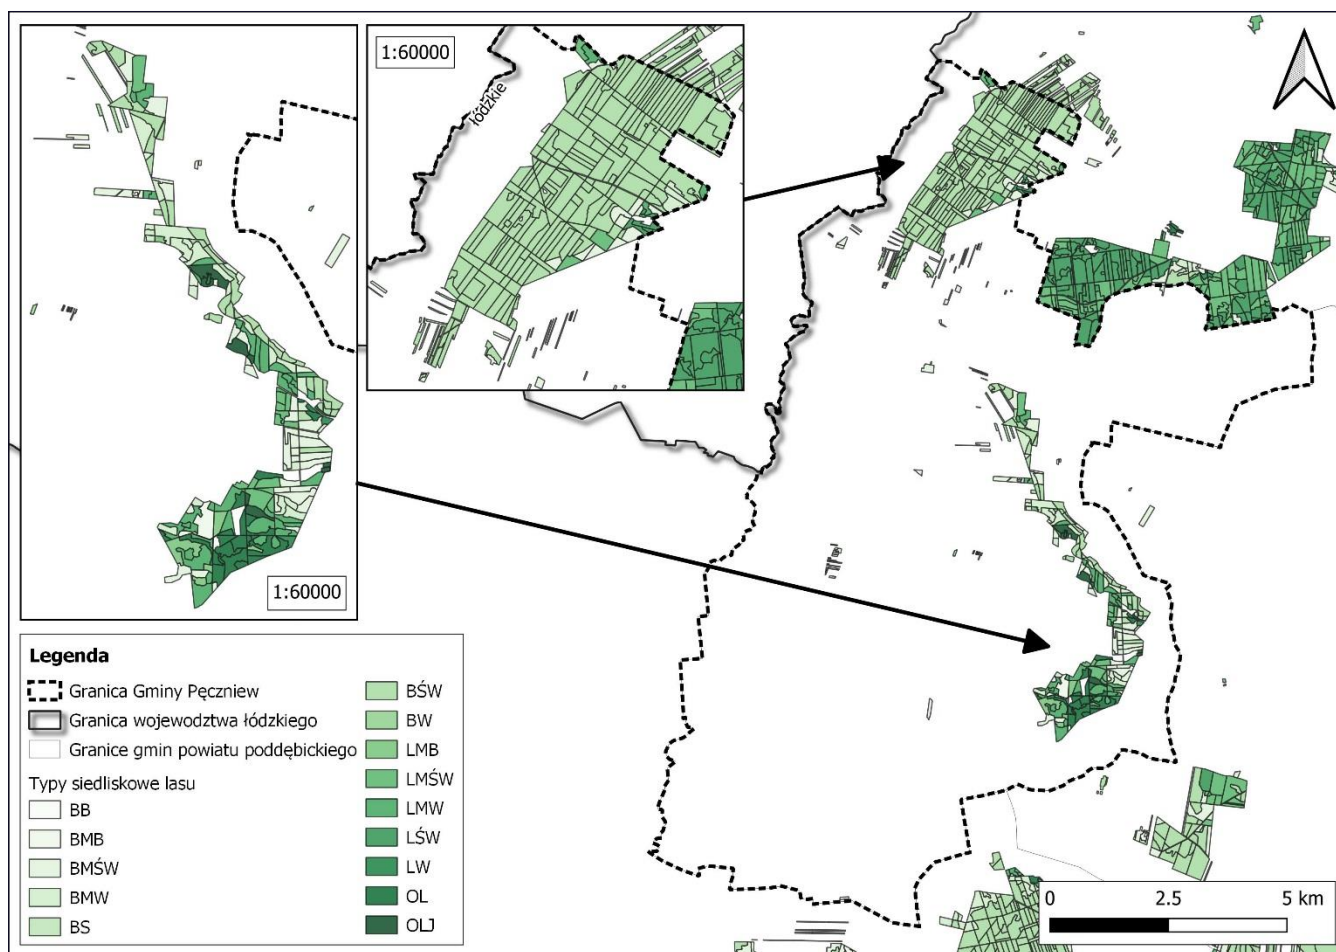 1:60000
łódzkie
1:60000
Legenda
Granica Gminy Pęczniew
Granica wojewodztwa łódzkiego
Granice gmin powiatu poddębickiego
Typy siedliskowe lasu
BB
BMB
BMŚW
BMW
BS
BŚW
BW
LMB
LMŚW
LMW
LŚW
LW
OL
OLJ
0 2.5 5 km